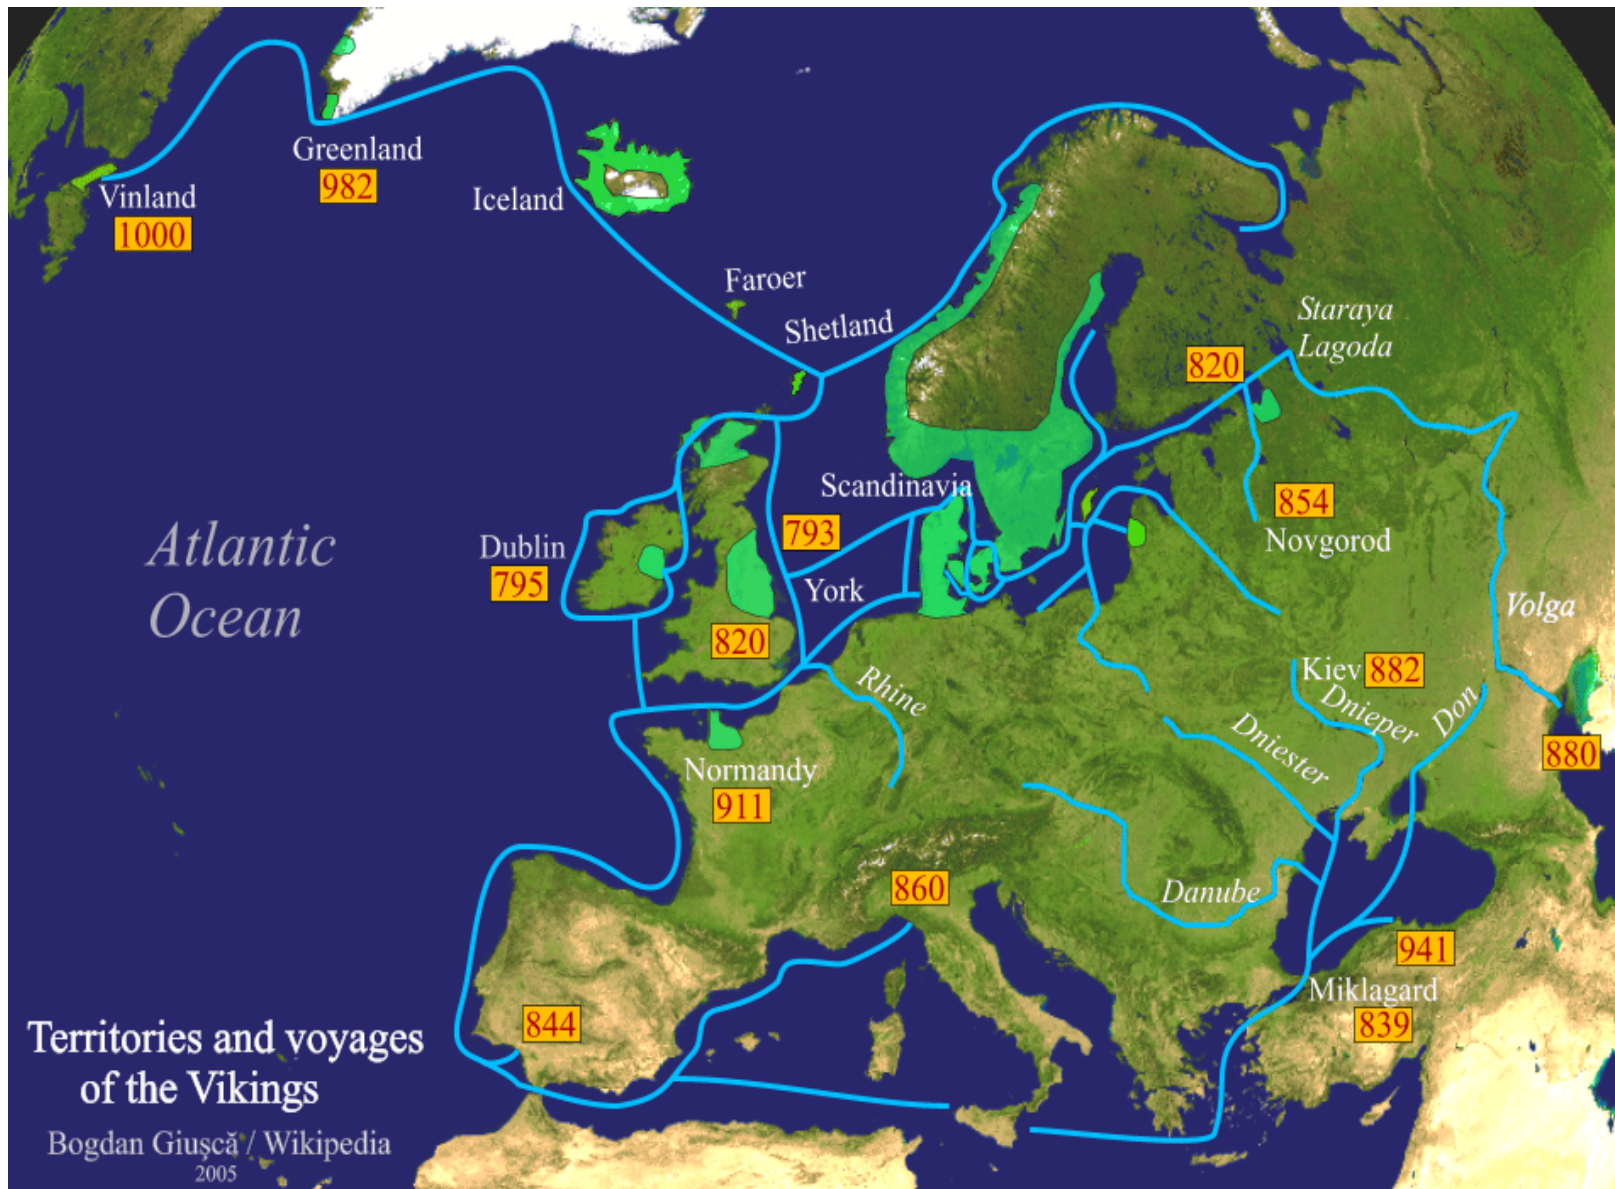 Greenland
982
Vinland
1000
Iceland
Faroer
Shetland
Staraya
Lagoda
820
Scandinavia
793
854
Novgorod
Dublin
795
York
820
Atlantic
Ocean
Volga
Kiev 882
Rhine
Dnieper
Don
Dniester
880
Normandy
911
860
Danube
941
Miklagard
839
844
Territories and voyages
of the Vikings
Bogdan Giuşcă / Wikipedia
2005